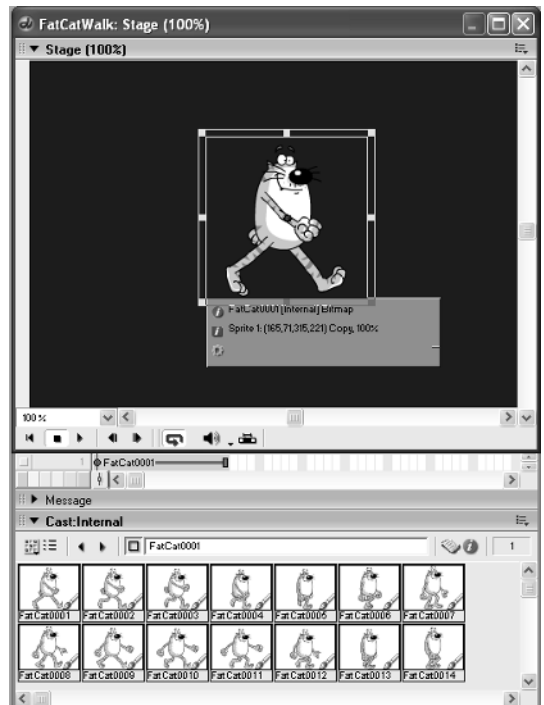 FatCatWalk: Stage (100%)
Stage (100%)
FatCat0001 [Internal] Bitmap
Sprite 1: (165,71,315,221) Copy, 100%
100%
1 FatCat0001
Message
Cast:Internal
FatCat0001 1
FatCat0001 FatCat0002 FatCat0003 FatCat0004 FatCat0005 FatCat0006 FatCat0007
FatCat0008 FatCat0009 FatCat0010 FatCat0011 FatCat0012 FatCat0013 FatCat0014